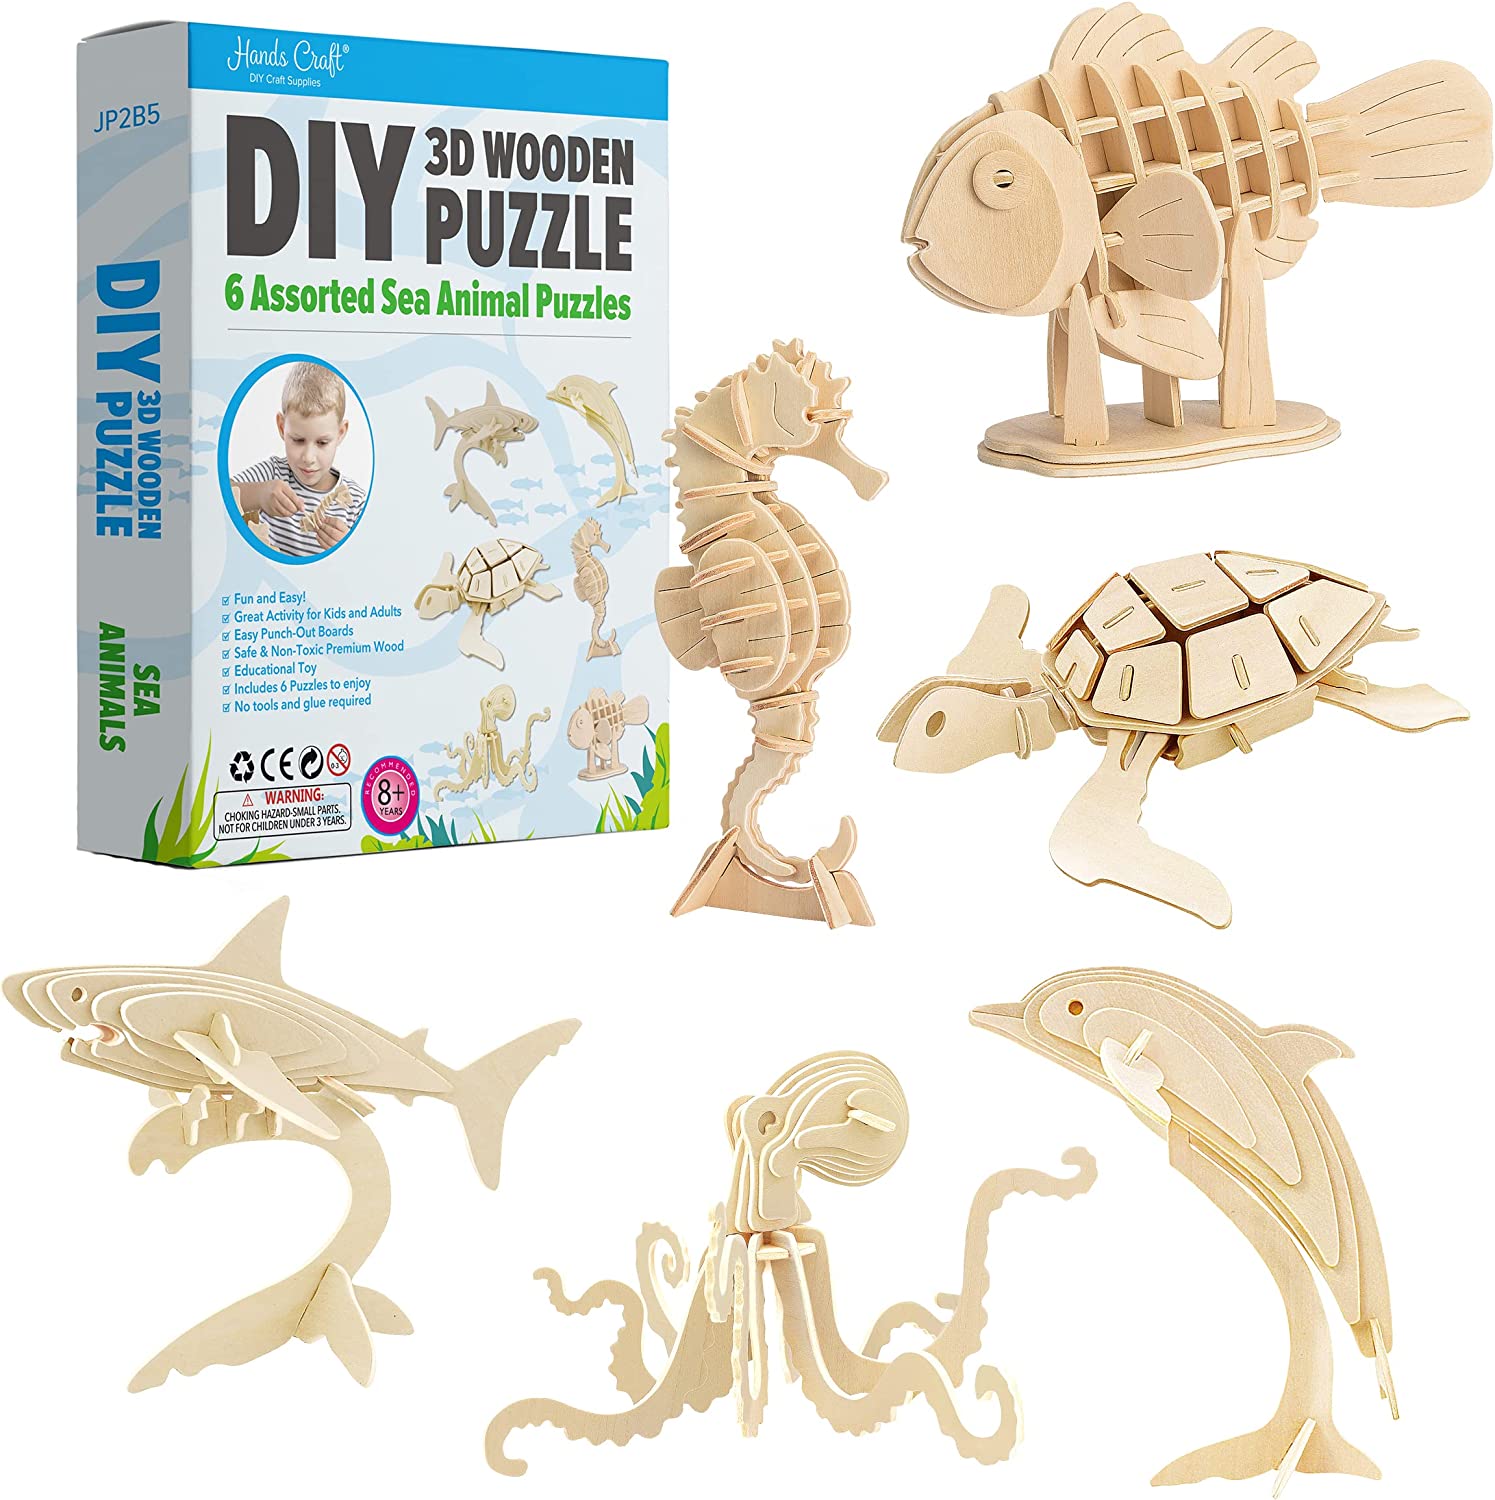 Hands Craft®
DIY Craft Supplies
DIY
3D WOODEN
PUZZLE
6 Assorted Sea Animal Puzzles
☑ Fun and Easy!
☑ Great Activity for Kids and Adults
☑ Easy Punch-Out Boards
☑ Safe & Non-Toxic Premium Wood
☑ Educational Toy
☑ Includes 6 Puzzles to enjoy
☑ No tools and glue required
CE
0-3
⚠ WARNING:
CHOKING HAZARD-SMALL PARTS.
NOT FOR CHILDREN UNDER 3 YEARS.
RECOMMENDED
8+
YEARS
JP2B5
DIY
3D WOODEN
PUZZLE
SEA
ANIMALS